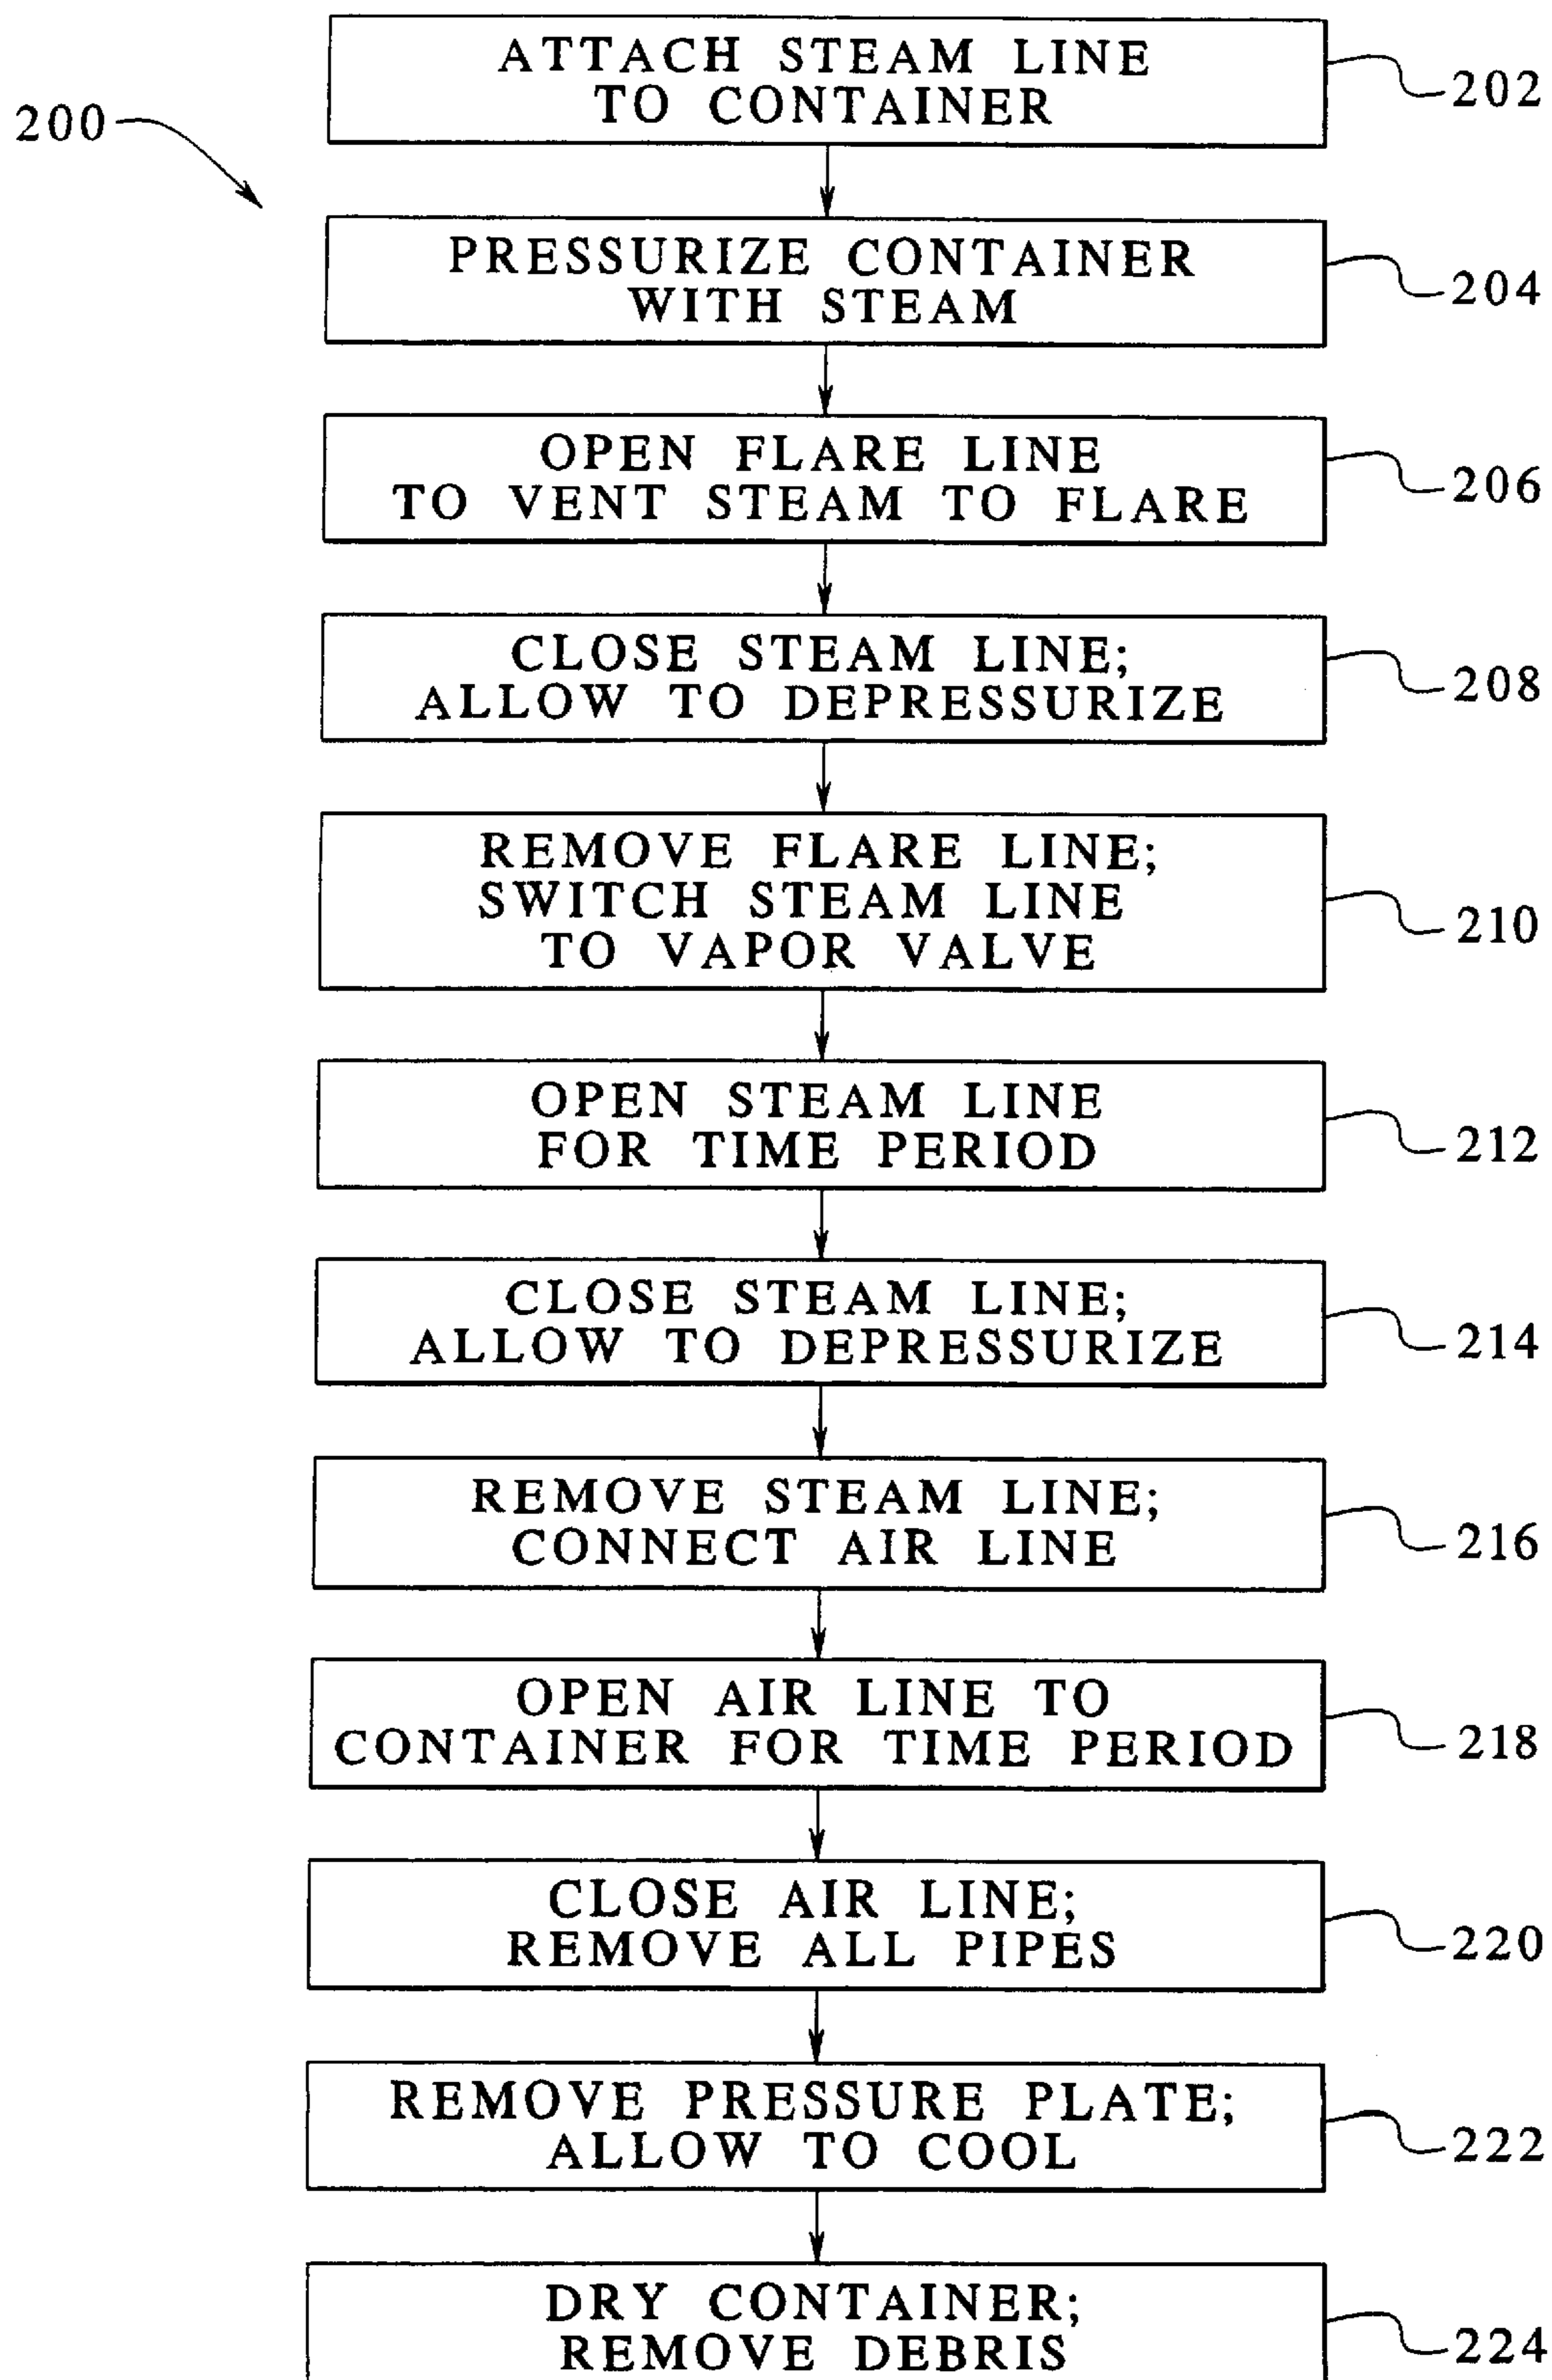 200
ATTACH STEAM LINE
TO CONTAINER
202
PRESSURIZE CONTAINER
WITH STEAM
204
OPEN FLARE LINE
TO VENT STEAM TO FLARE
206
CLOSE STEAM LINE;
ALLOW TO DEPRESSURIZE
208
REMOVE FLARE LINE;
SWITCH STEAM LINE
TO VAPOR VALVE
210
OPEN STEAM LINE
FOR TIME PERIOD
212
CLOSE STEAM LINE;
ALLOW TO DEPRESSURIZE
214
REMOVE STEAM LINE;
CONNECT AIR LINE
216
OPEN AIR LINE TO
CONTAINER FOR TIME PERIOD
218
CLOSE AIR LINE;
REMOVE ALL PIPES
220
REMOVE PRESSURE PLATE;
ALLOW TO COOL
222
DRY CONTAINER;
REMOVE DEBRIS
224